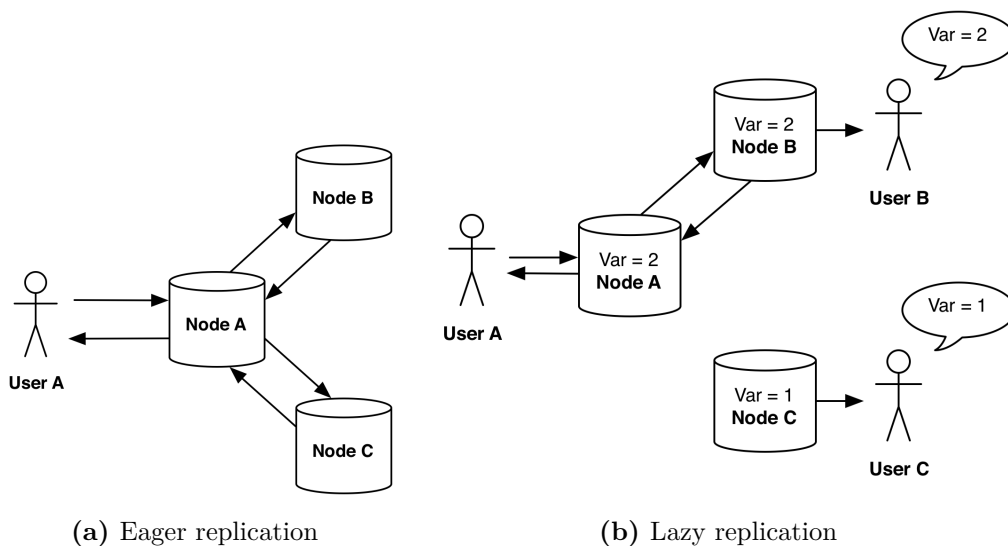 Node B
Node A
User A
Node C
(a) Eager replication
Var = 2
Var = 2
Node B
User B
Var = 2
Node A
User A
Var = 1
Var = 1
Node C
User C
(b) Lazy replication